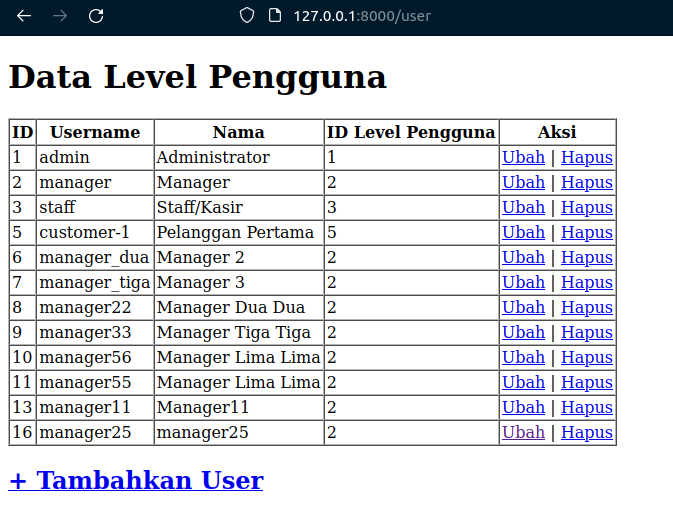 127.0.0.1:8000/user
Data Level Pengguna
ID Username Nama ID Level Pengguna Aksi
1 admin Administrator 1 Ubah | Hapus
2 manager Manager 2 Ubah | Hapus
3 staff Staff/Kasir 3 Ubah | Hapus
5 customer-1 Pelanggan Pertama 5 Ubah | Hapus
6 manager_dua Manager 2 2 Ubah | Hapus
7 manager_tiga Manager 3 2 Ubah | Hapus
8 manager22 Manager Dua Dua 2 Ubah | Hapus
9 manager33 Manager Tiga Tiga 2 Ubah | Hapus
10 manager56 Manager Lima Lima 2 Ubah | Hapus
11 manager55 Manager Lima Lima 2 Ubah | Hapus
13 manager11 Manager11 2 Ubah | Hapus
16 manager25 manager25 2 Ubah | Hapus
+ Tambahkan User